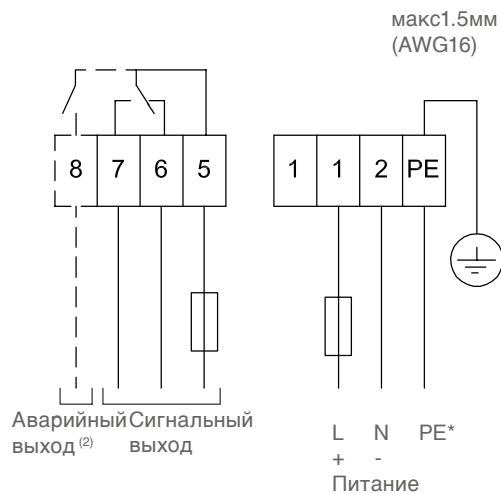 макс1.5мм
(AWG16)
8 7 6 5 1 1 2 PE
Аварийный Сигнальный
выход (2) выход
L N PE*
+ -
Питание